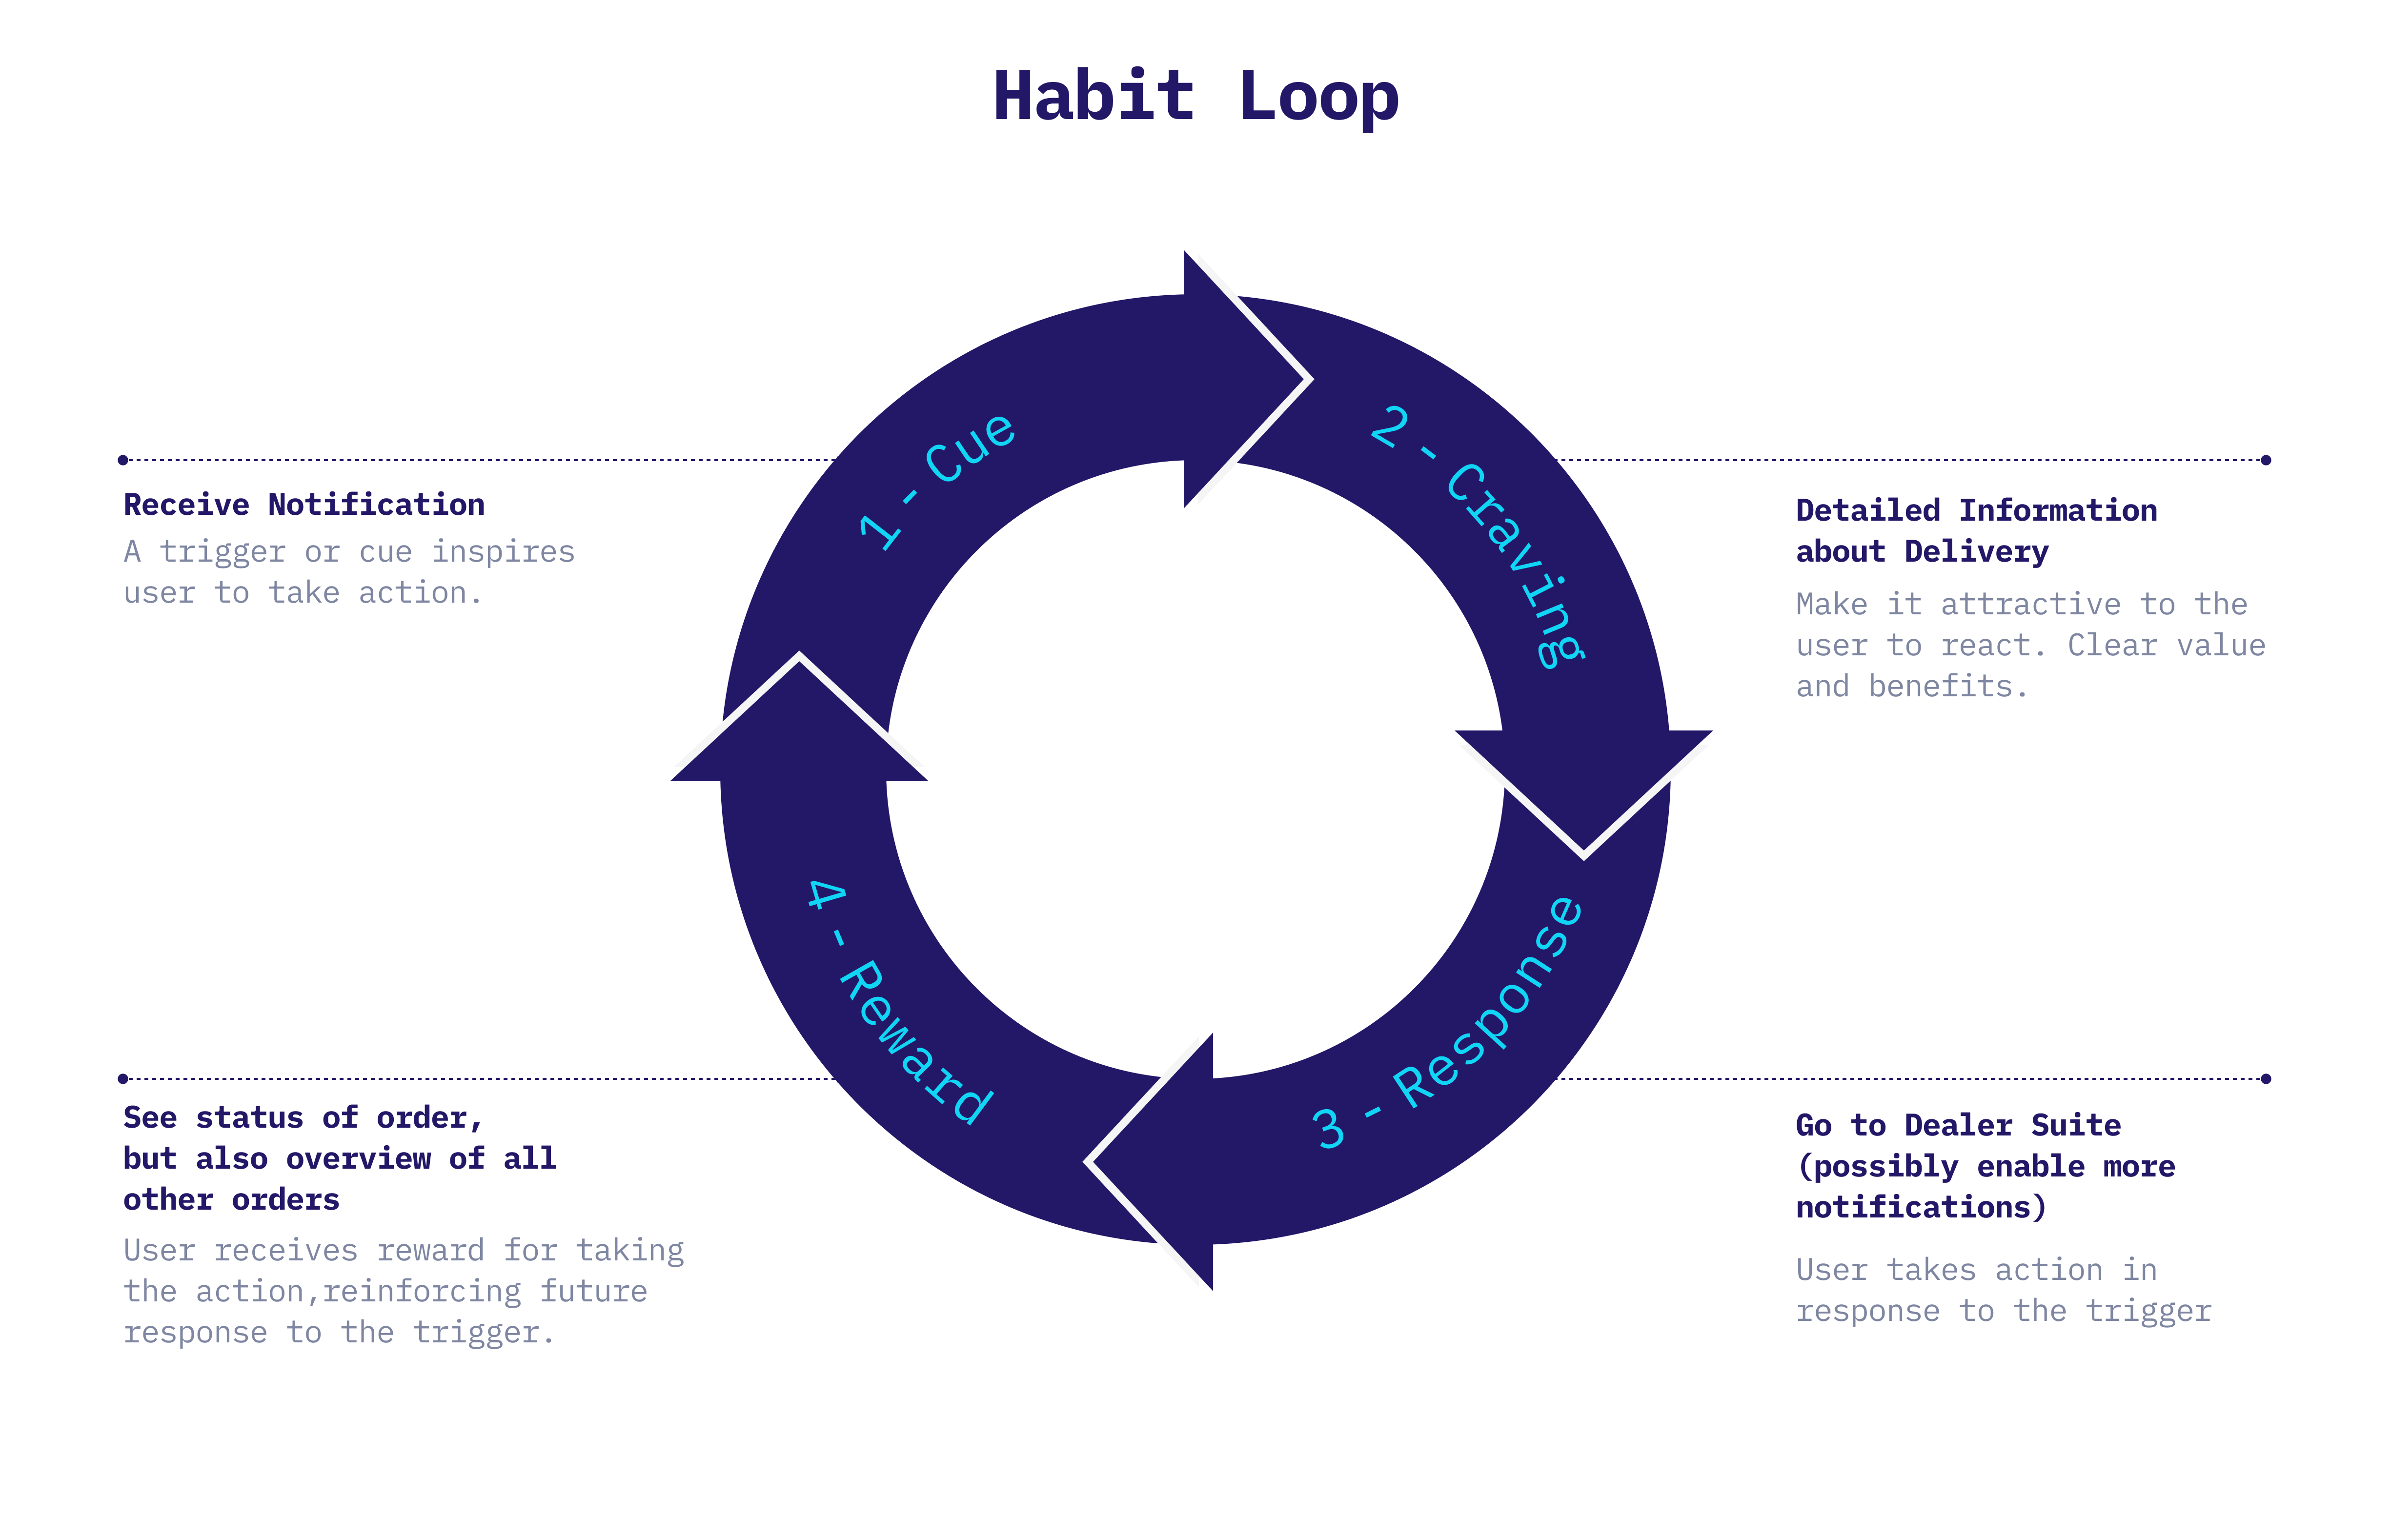 Habit Loop
1 - Cue
Receive Notification
A trigger or cue inspires
user to take action.
2 - Craving
Detailed Information
about Delivery
Make it attractive to the
user to react. Clear value
and benefits.
3 - Response
Go to Dealer Suite
(possibly enable more
notifications)
User takes action in
response to the trigger
4 - Reward
See status of order,
but also overview of all
other orders
User receives reward for taking
the action,reinforcing future
response to the trigger.